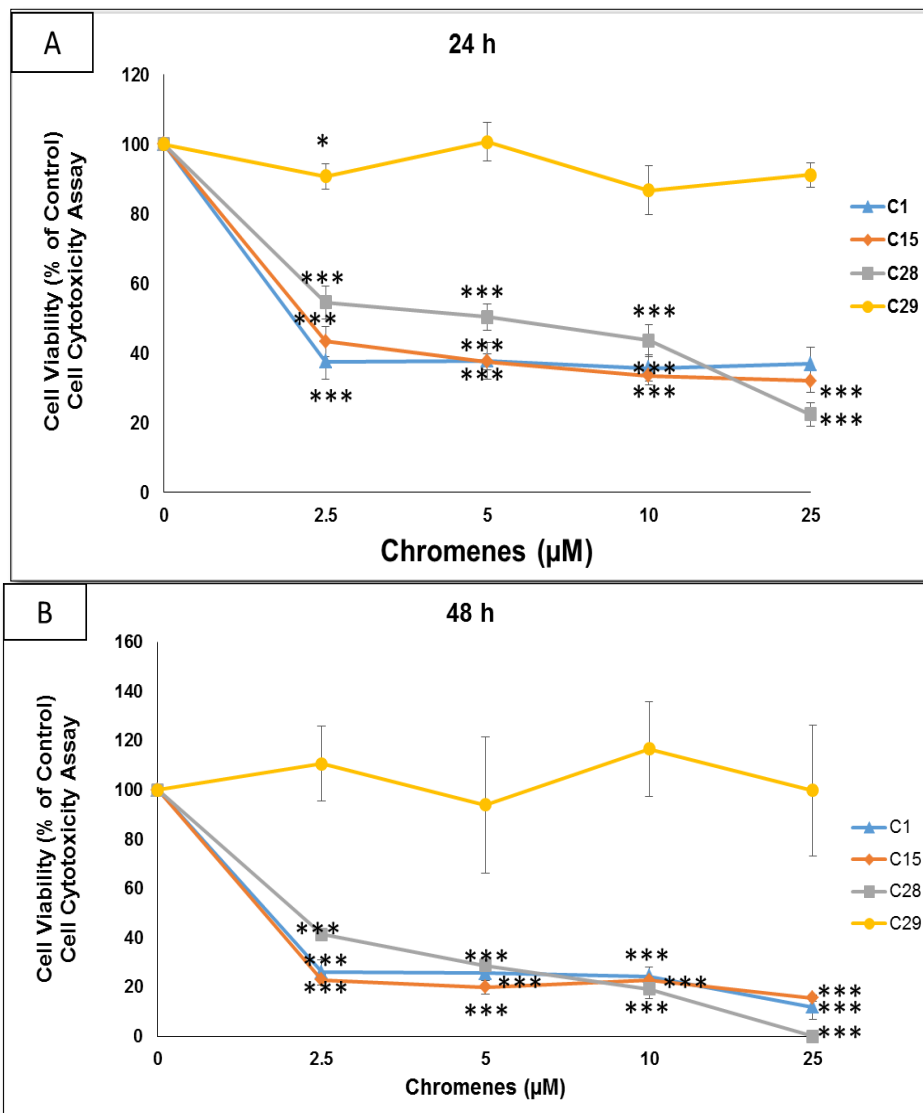 A
24 h
120
100
80
60
40
20
0
Cell Viability (% of Control)
Cell Cytotoxicity Assay
*
***
***
***
***
***
***
***
***
***
***
***
0
2.5
5
10
25
Chromenes (µM)
C1
C15
C28
C29
B
48 h
160
140
120
100
80
60
40
20
0
Cell Viability (% of Control)
Cell Cytotoxicity Assay
***
***
***
***
***
***
***
***
***
***
***
***
0
2.5
5
10
25
Chromenes (µM)
C1
C15
C28
C29